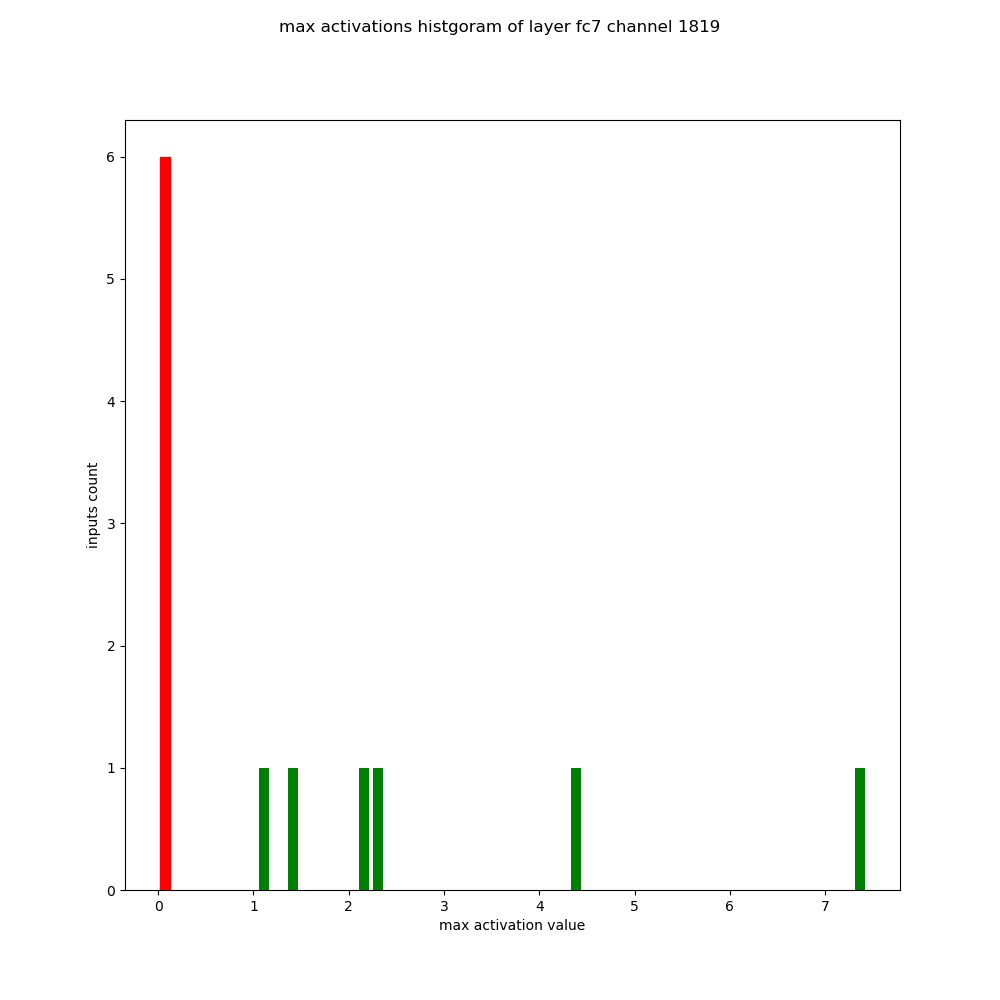 max activations histgoram of layer fc7 channel 1819
6
5
4
3
2
1
0
inputs count
0 1 2 3 4 5 6 7
max activation value